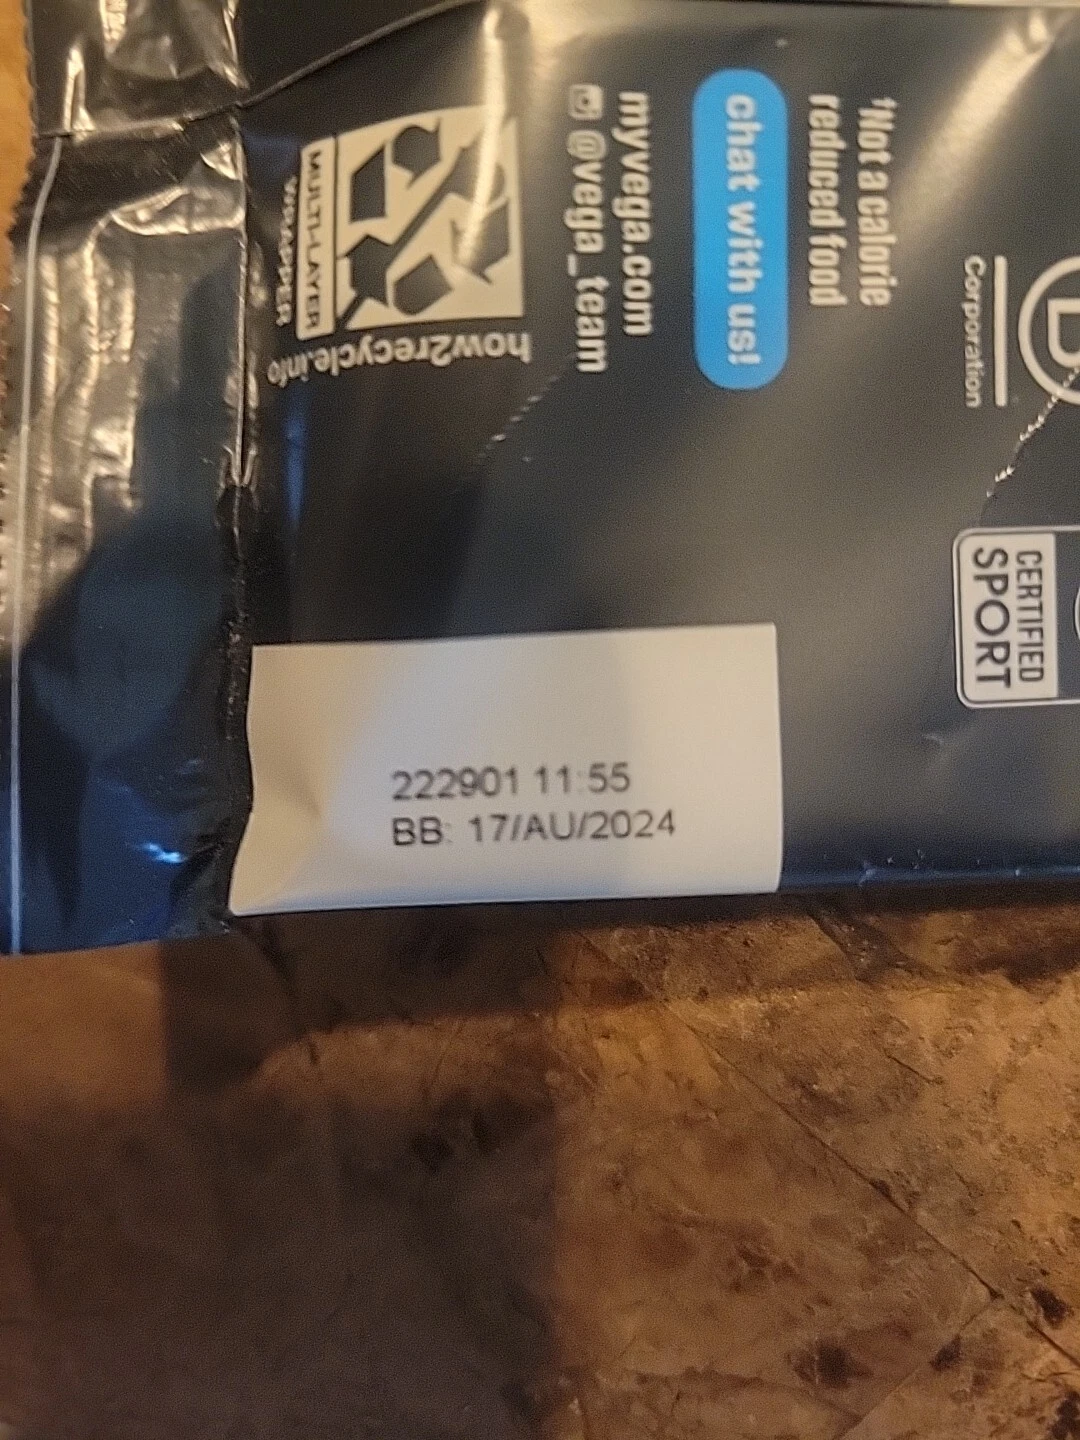 †Not a calorie
reduced food
chat with us!
myvega.com
@vega_team
how2recycle.info
MULTI-LAYER
WRAPPER
B
Corporation
CERTIFIED
SPORT
222901 11:55
BB: 17/AU/2024